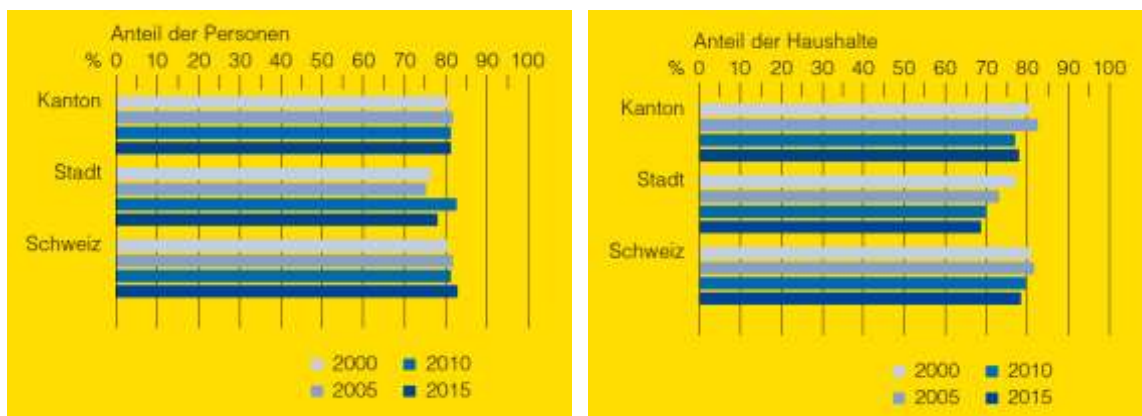 Anteil der Personen
% 0 10 20 30 40 50 60 70 80 90 100
Kanton
Stadt
Schweiz
2000 2010
2005 2015
Anteil der Haushalte
% 0 10 20 30 40 50 60 70 80 90 100
Kanton
Stadt
Schweiz
2000 2010
2005 2015